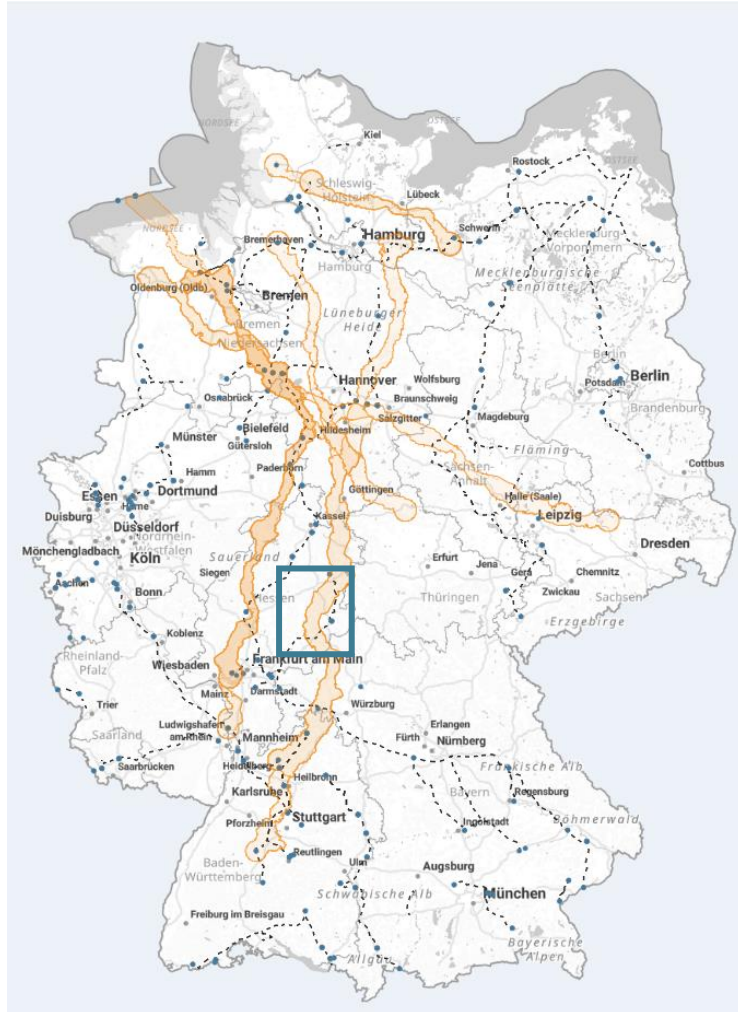 NORDSEE
OSTSEE
Kiel
Rostock
OSTSEE
Schleswig-
Holstein
Lübeck
NORDSEE
Bremerhaven
Hamburg
Schwerin
Mecklenburg-
Vorpommern
Hamburg
Mecklenburgische
Seenplatte
Oldenburg (Oldb)
Bremen
Bremen
Lüneburger
Heide
Niedersachsen
Berlin
Hannover
Wolfsburg
Potsdam
Berlin
Osnabrück
Braunschweig
Brandenburg
Salzgitter
Magdeburg
Münster
Bielefeld
Hildesheim
Gütersloh
Fläming
Hamm
Paderborn
Sachsen-
Anhalt
Cottbus
Essen
Dortmund
Göttingen
Halle (Saale)
Herne
Duisburg
Leipzig
Düsseldorf
Kassel
Nordrhein-
Westfalen
Mönchengladbach
Dresden
Köln
Sauerland
Erfurt
Jena
Siegen
Gera
Chemnitz
Aachen
Bonn
Hessen
Thüringen
Zwickau
Sachsen
Erzgebirge
Koblenz
Rheinland-
Pfalz
Wiesbaden
Frankfurt am Main
Mainz
Darmstadt
Trier
Würzburg
Ludwigshafen
am Rhein
Mannheim
Erlangen
Saarland
Fürth
Nürnberg
Saarbrücken
Heidelberg
Fränkische Alb
Heilbronn
Karlsruhe
Bayern
Regensburg
Pforzheim
Stuttgart
Ingolstadt
Böhmerwald
Reutlingen
Baden-
Württemberg
Ulm
Augsburg
Schwäbische Alb
München
Freiburg im Breisgau
Bayerische
Alpen
Allgäu